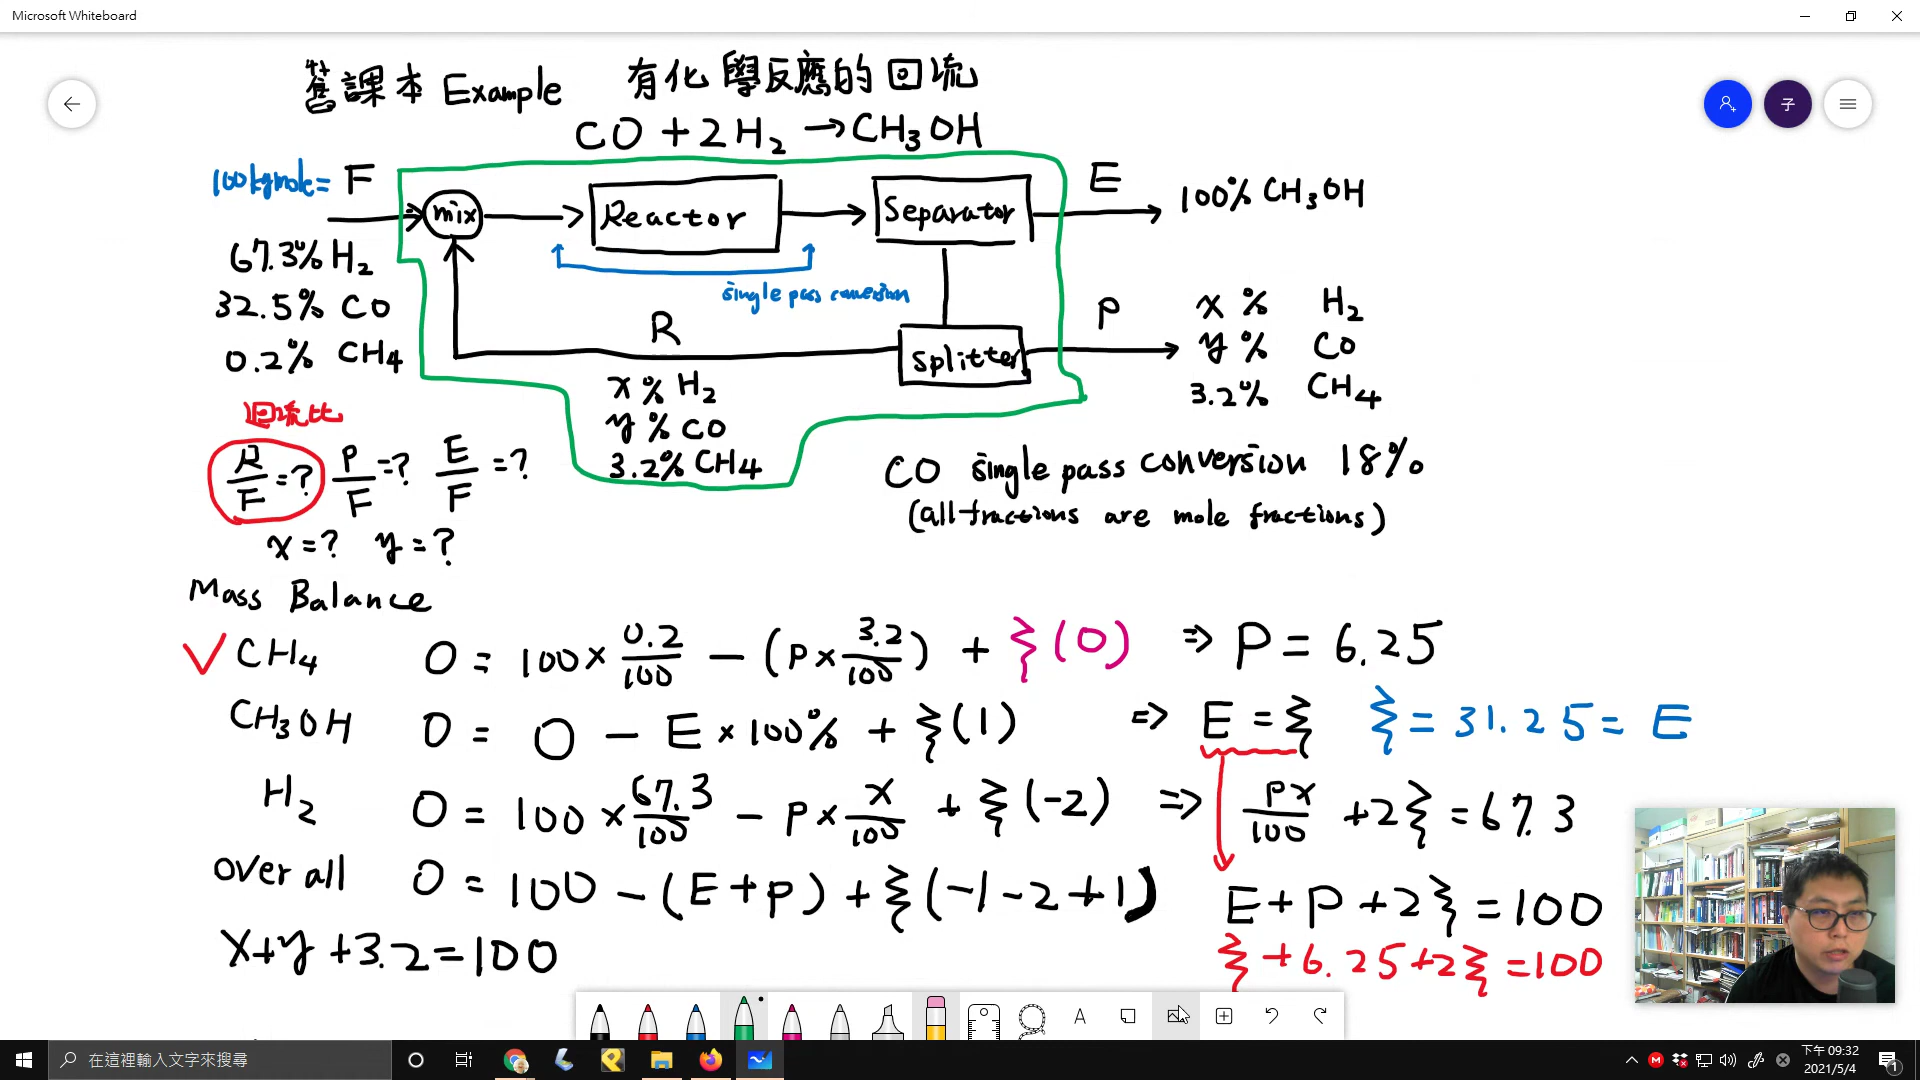 Microsoft Whiteboard
舊課本 Example 有化學反應的回流
CO + 2H₂ → CH₃OH
子
100 kgmole = F
mix
Reactor
Separator
E
100% CH₃OH
67.3% H₂
32.5% CO
0.2% CH₄
single pass conversion
R
Splitter
P
x % H₂
y % CO
3.2% CH₄
x % H₂
y % CO
3.2% CH₄
回流比
R/F = ? P/F = ? E/F = ?
x = ? y = ?
CO single pass conversion 18%
(all fractions are mole fractions)
Mass Balance
✓ CH₄ 0 = 100 × 0.2/100 - (P × 3.2/100) + ξ(0) ⇒ P = 6.25
CH₃OH 0 = 0 - E × 100% + ξ(1) ⇒ E = ξ ξ = 31.25 = E
H₂ 0 = 100 × 67.3/100 - P × x/100 + ξ(-2) ⇒ Px/100 + 2ξ = 67.3
over all 0 = 100 - (E + P) + ξ(-1-2+1) E + P + 2ξ = 100
x + y + 3.2 = 100 ξ + 6.25 + 2ξ = 100
在這裡輸入文字來搜尋
下午 09:32
2021/5/4
1